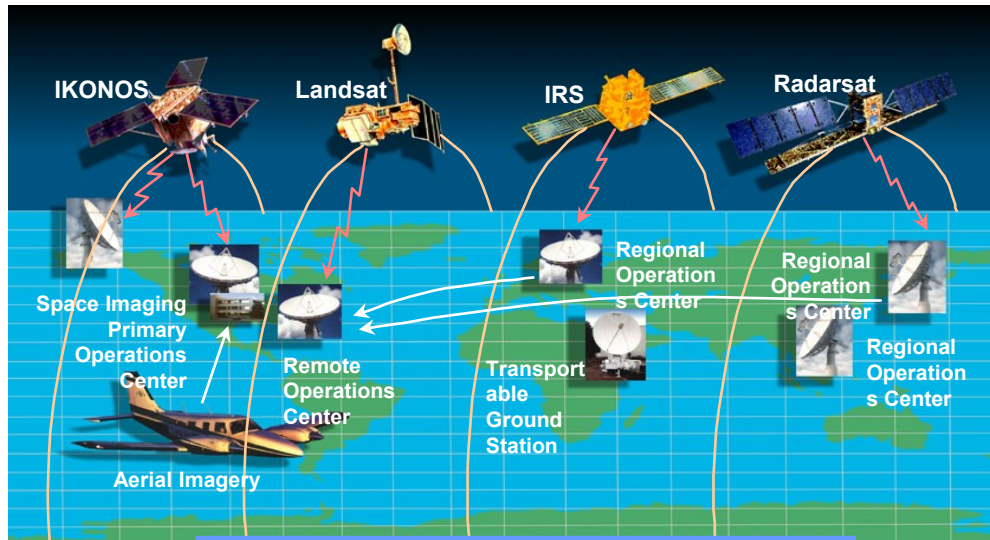 IKONOS
Landsat
IRS
Radarsat
Regional
Operation
s Center
Regional
Operation
s Center
Space Imaging
Primary
Operations
Center
Remote
Operations
Center
Transport
able
Ground
Station
Regional
Operation
s Center
Aerial Imagery